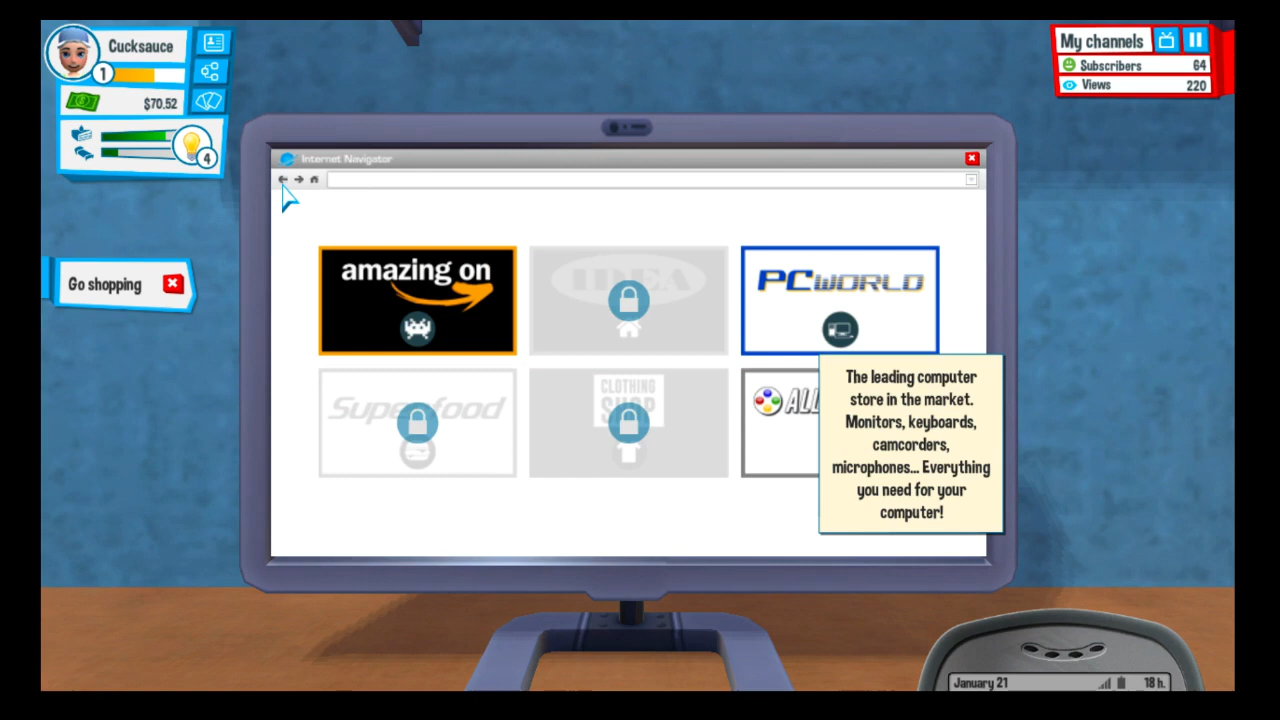 Cucksauce
1
$70.52
4
My channels
Subscribers 64
Views 220
Internet Navigator
Go shopping
amazing on
IDEA
PCWORLD
Superfood
CLOTHING
SHOP
ALL
The leading computer
store in the market.
Monitors, keyboards,
camcorders,
microphones... Everything
you need for your
computer!
January 21
18 h.